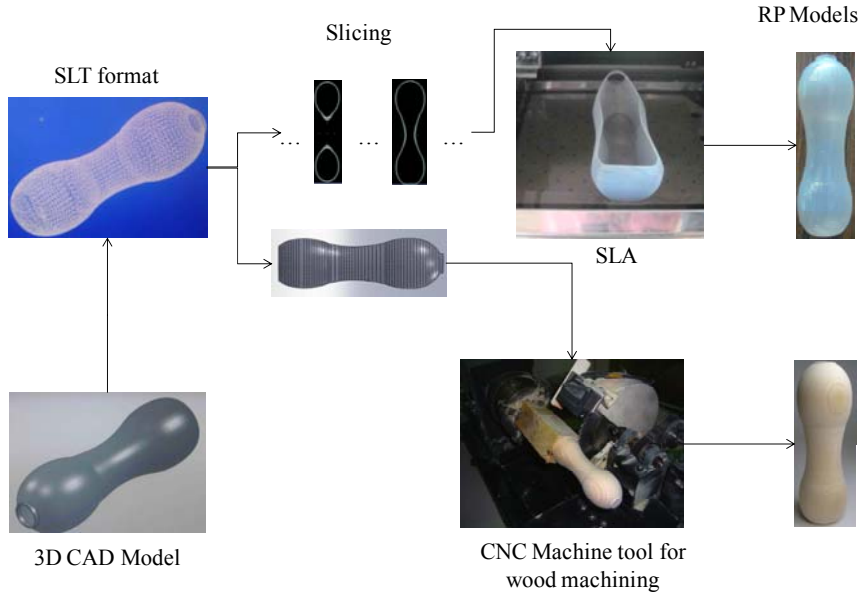 RP Models
Slicing
SLT format
... ... ...
SLA
3D CAD Model
CNC Machine tool for
wood machining